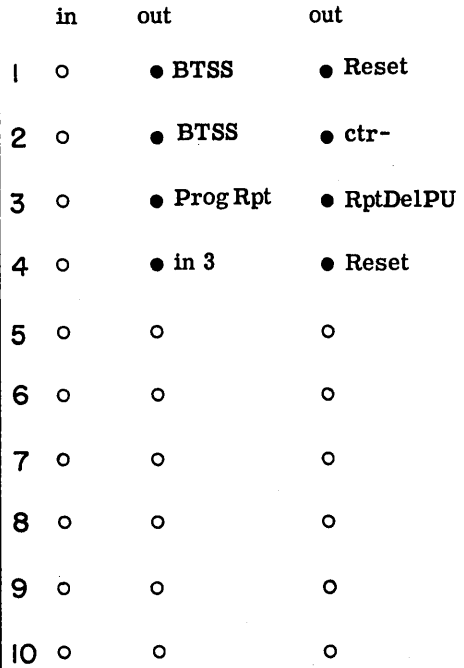 in out out
1 BTSS Reset
2 BTSS ctr-
3 Prog Rpt RptDelPU
4 in 3 Reset
5
6
7
8
9
10